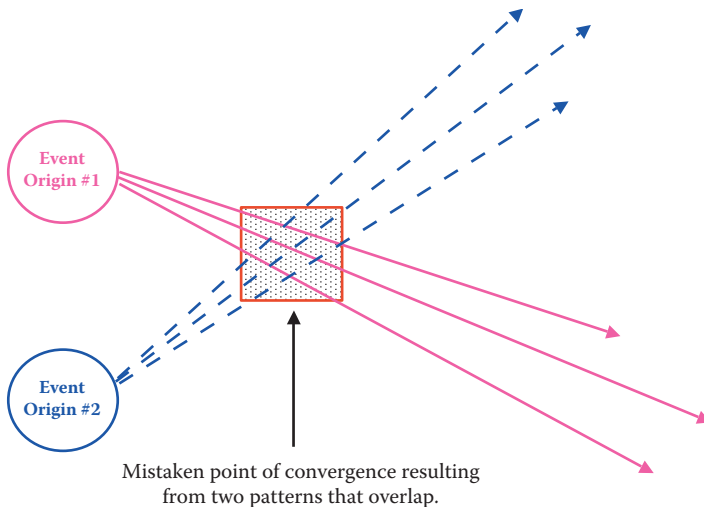 Event
Origin #1
Event
Origin #2
Mistaken point of convergence resulting
from two patterns that overlap.